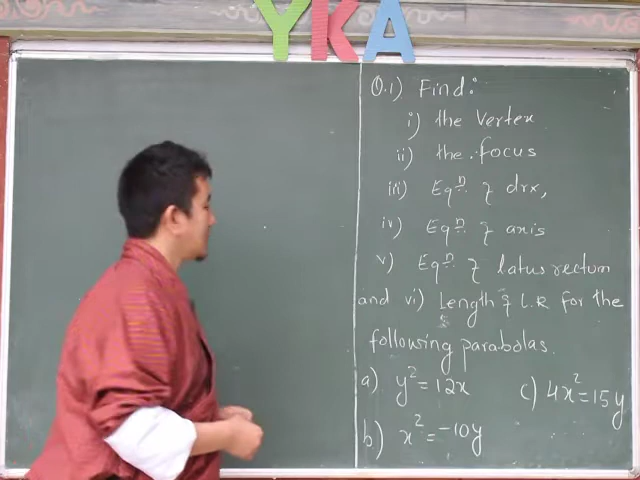 YKA
Q.1) Find:
i) the vertex
ii) the focus
iii) Eqn. of drx,
iv) Eqn. of axis
v) Eqn. of latus rectum
and vi) Length of L.R for the
following parabolas.
a) y²=12x c) 4x²=15y
b) x²=-10y